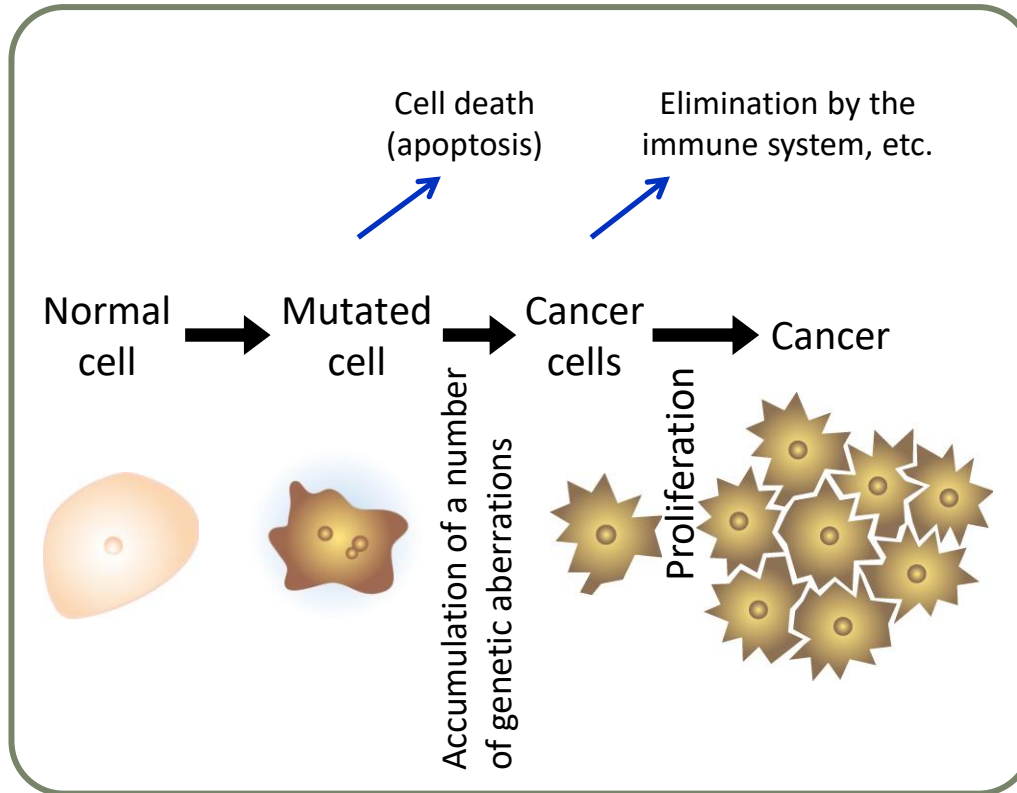 Cell death
(apoptosis)
Elimination by the
immune system, etc.
Normal
cell
Mutated
cell
Cancer
cells
Cancer
Accumulation of a number
of genetic aberrations
Proliferation